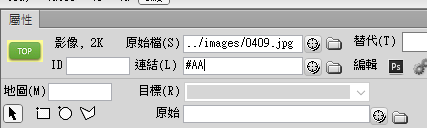 屬性
TOP 影像, 2K 原始檔(S) ../images/0409.jpg 替代(T)
ID 連結(L) #AA 編輯 Ps
地圖(M) 目標(R)
原始